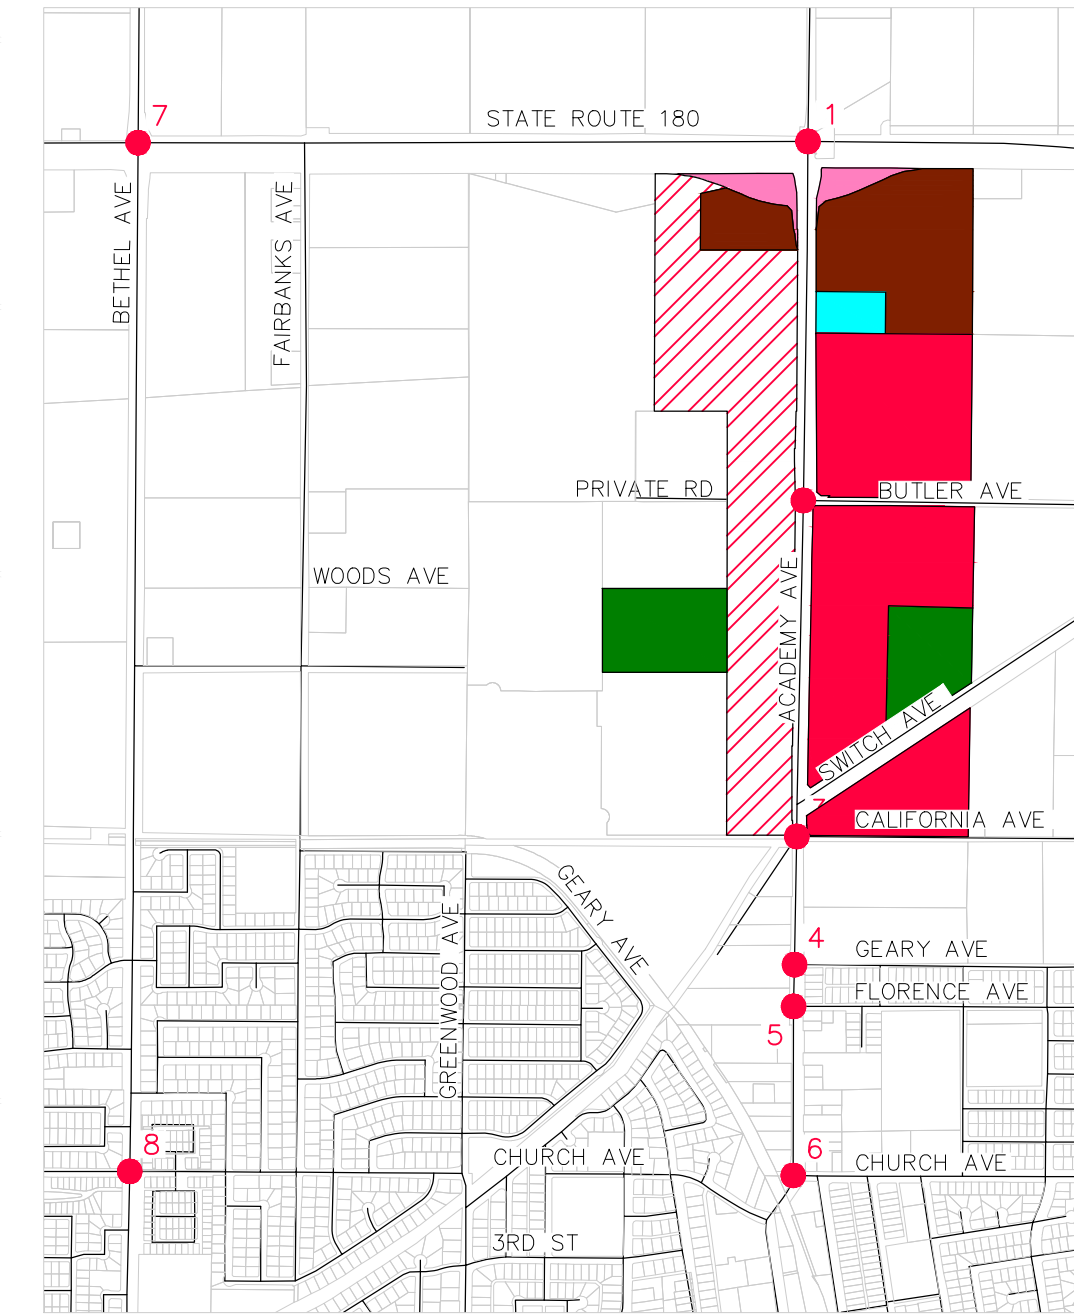 7
1
STATE ROUTE 180
BETHEL AVE
FAIRBANKS AVE
PRIVATE RD
BUTLER AVE
WOODS AVE
ACADEMY AVE
SWITCH AVE
CALIFORNIA AVE
GEARY AVE
GREENWOOD AVE
4
GEARY AVE
FLORENCE AVE
5
8
CHURCH AVE
6
CHURCH AVE
3RD ST